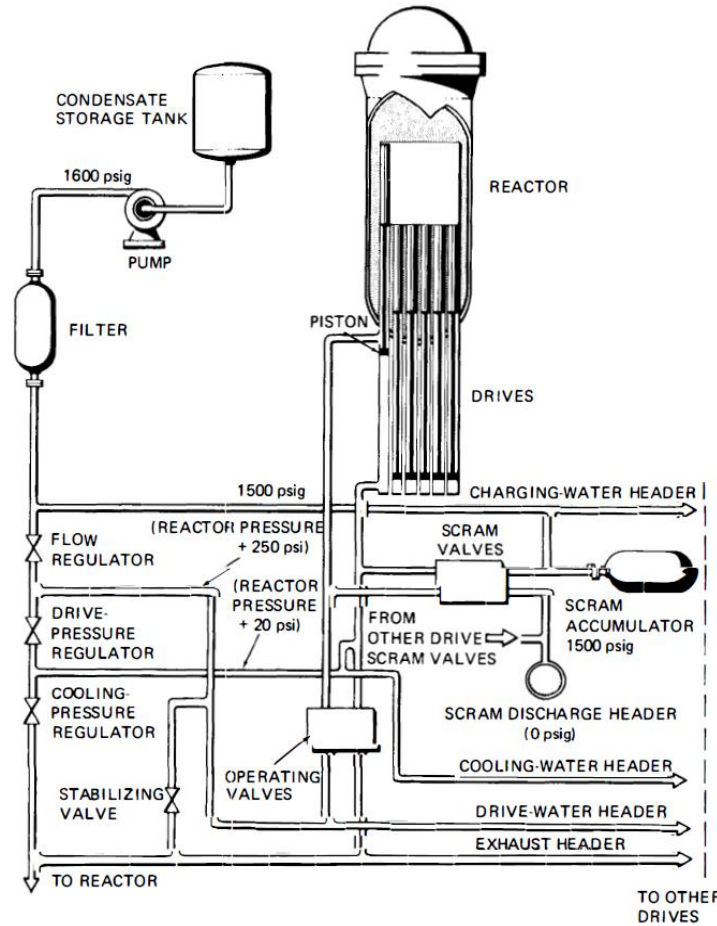 CONDENSATE
STORAGE TANK
1600 psig
PUMP
REACTOR
FILTER
PISTON
DRIVES
1500 psig
CHARGING-WATER HEADER
(REACTOR PRESSURE
+ 250 psi)
SCRAM
VALVES
FLOW
REGULATOR
(REACTOR
PRESSURE
+ 20 psi)
DRIVE-
PRESSURE
REGULATOR
FROM
OTHER DRIVE
SCRAM VALVES
SCRAM
ACCUMULATOR
1500 psig
COOLING-
PRESSURE
REGULATOR
SCRAM DISCHARGE HEADER
(0 psig)
OPERATING
VALVES
COOLING-WATER HEADER
STABILIZING
VALVE
DRIVE-WATER HEADER
EXHAUST HEADER
TO REACTOR
TO OTHER
DRIVES